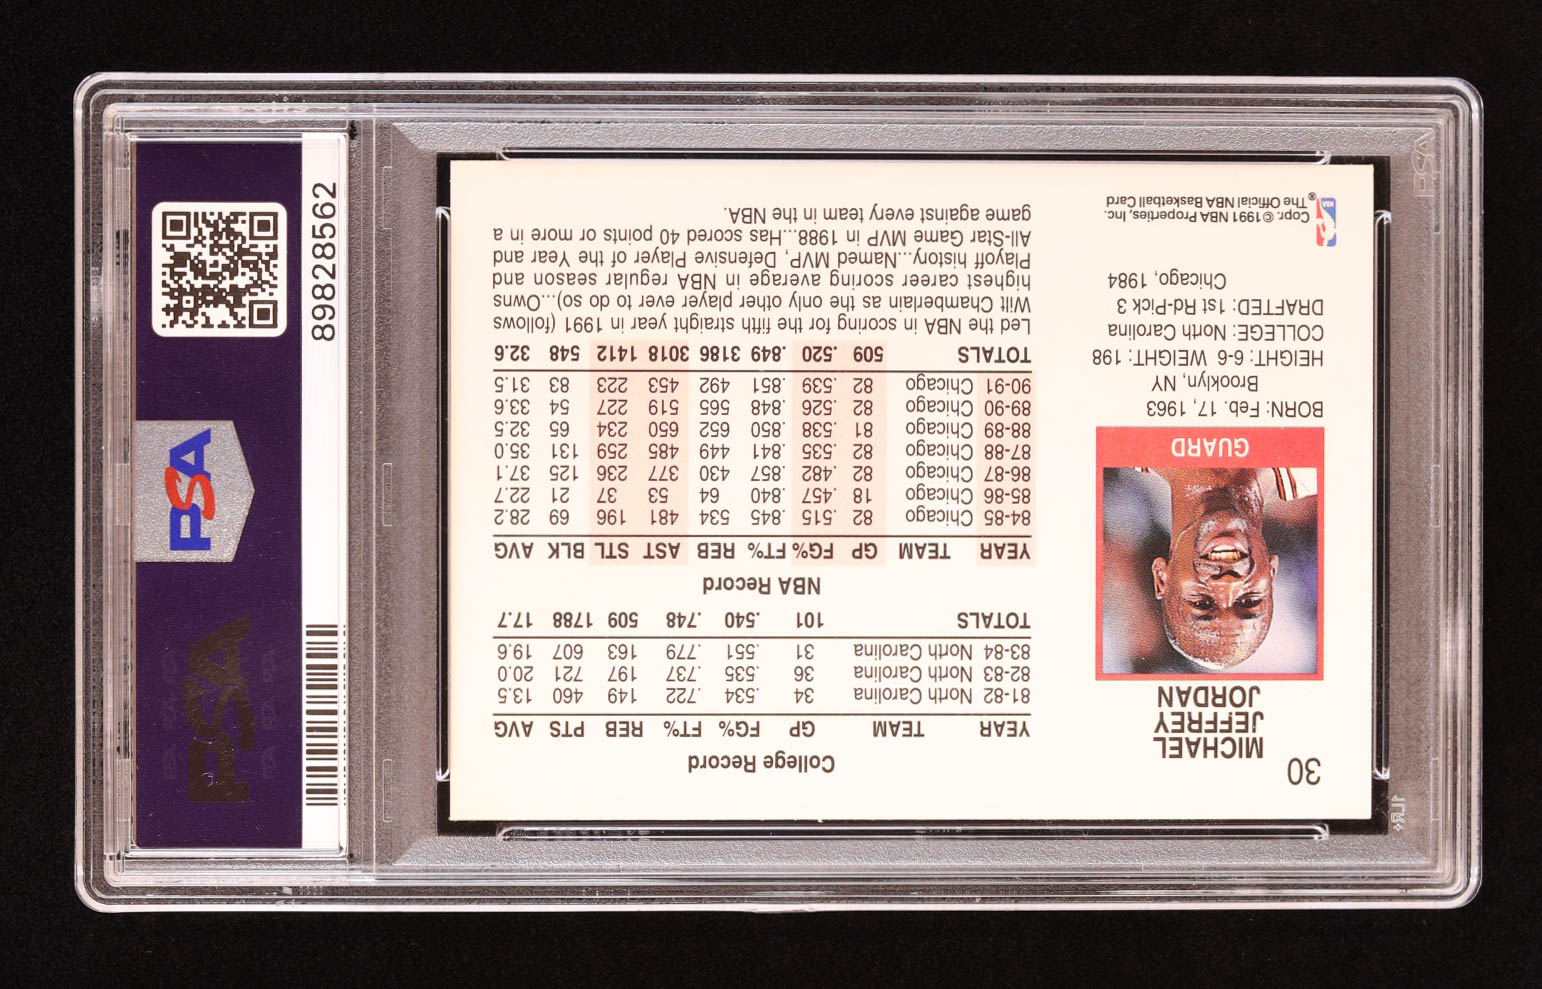 30
MICHAEL
JEFFREY
JORDAN
GUARD
BORN: Feb. 17, 1963
Brooklyn, NY
HEIGHT: 6-6 WEIGHT: 198
COLLEGE: North Carolina
DRAFTED: 1st Rd-Pick 3
Chicago, 1984
NBA
Copr. © 1991 NBA Properties, Inc.
The Official NBA Basketball Card®
College Record
YEAR TEAM GP FG% FT% REB PTS AVG
81-82 North Carolina 34 .534 .722 149 460 13.5
82-83 North Carolina 36 .535 .737 197 721 20.0
83-84 North Carolina 31 .551 .779 163 607 19.6
TOTALS 101 .540 .748 509 1788 17.7
NBA Record
YEAR TEAM GP FG% FT% REB AST STL BLK AVG
84-85 Chicago 82 .515 .845 534 481 196 69 28.2
85-86 Chicago 18 .457 .840 64 53 37 21 22.7
86-87 Chicago 82 .482 .857 430 377 236 125 37.1
87-88 Chicago 82 .535 .841 449 485 259 131 35.0
88-89 Chicago 81 .538 .850 652 650 234 65 32.5
89-90 Chicago 82 .526 .848 565 519 227 54 33.6
90-91 Chicago 82 .539 .851 492 453 223 83 31.5
TOTALS 509 .520 .849 3186 3018 1412 548 32.6
Led the NBA in scoring for the fifth straight year in 1991 (follows
Wilt Chamberlain as the only other player ever to do so)...Owns
highest career scoring average in NBA regular season and
Playoff history...Named MVP, Defensive Player of the Year and
All-Star Game MVP in 1988...Has scored 40 points or more in a
game against every team in the NBA.
89828562
PSA
PSA
PSA
1LR